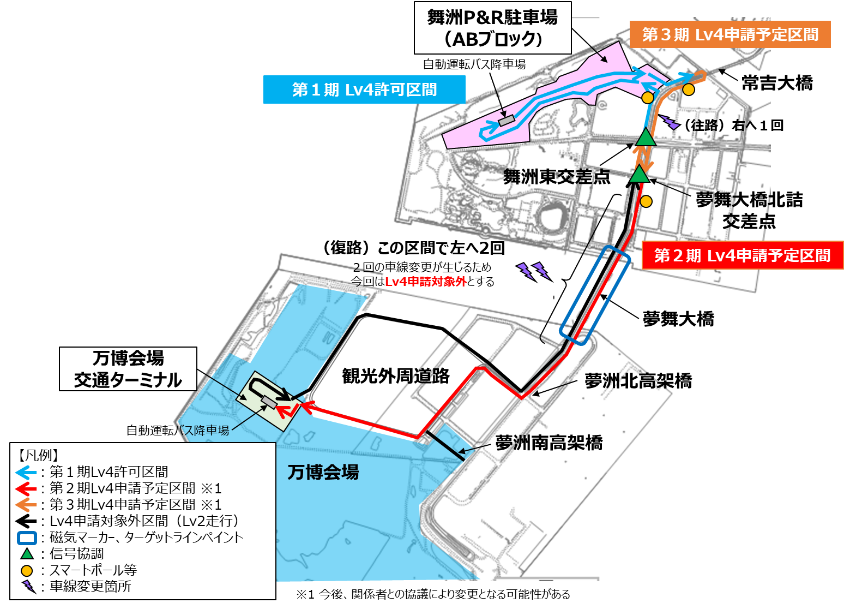 舞洲P&R駐車場
（ABブロック）
第３期 Lv4申請予定区間
自動運転バス降車場
第１期 Lv4許可区間
常吉大橋
（往路）右へ１回
舞洲東交差点
夢舞大橋北詰
交差点
（復路）この区間で左へ2回
２回の車線変更が生じるため
今回はLv4申請対象外とする
第２期 Lv4申請予定区間
夢舞大橋
万博会場
交通ターミナル
観光外周道路
夢洲北高架橋
自動運転バス降車場
夢洲南高架橋
万博会場
【凡例】
：第１期Lv4許可区間
：第２期Lv4申請予定区間 ※1
：第３期Lv4申請予定区間 ※1
：Lv4申請対象外区間（Lv2走行）
：磁気マーカー、ターゲットラインペイント
：信号協調
：スマートポール等
：車線変更箇所
※1 今後、関係者との協議により変更となる可能性がある